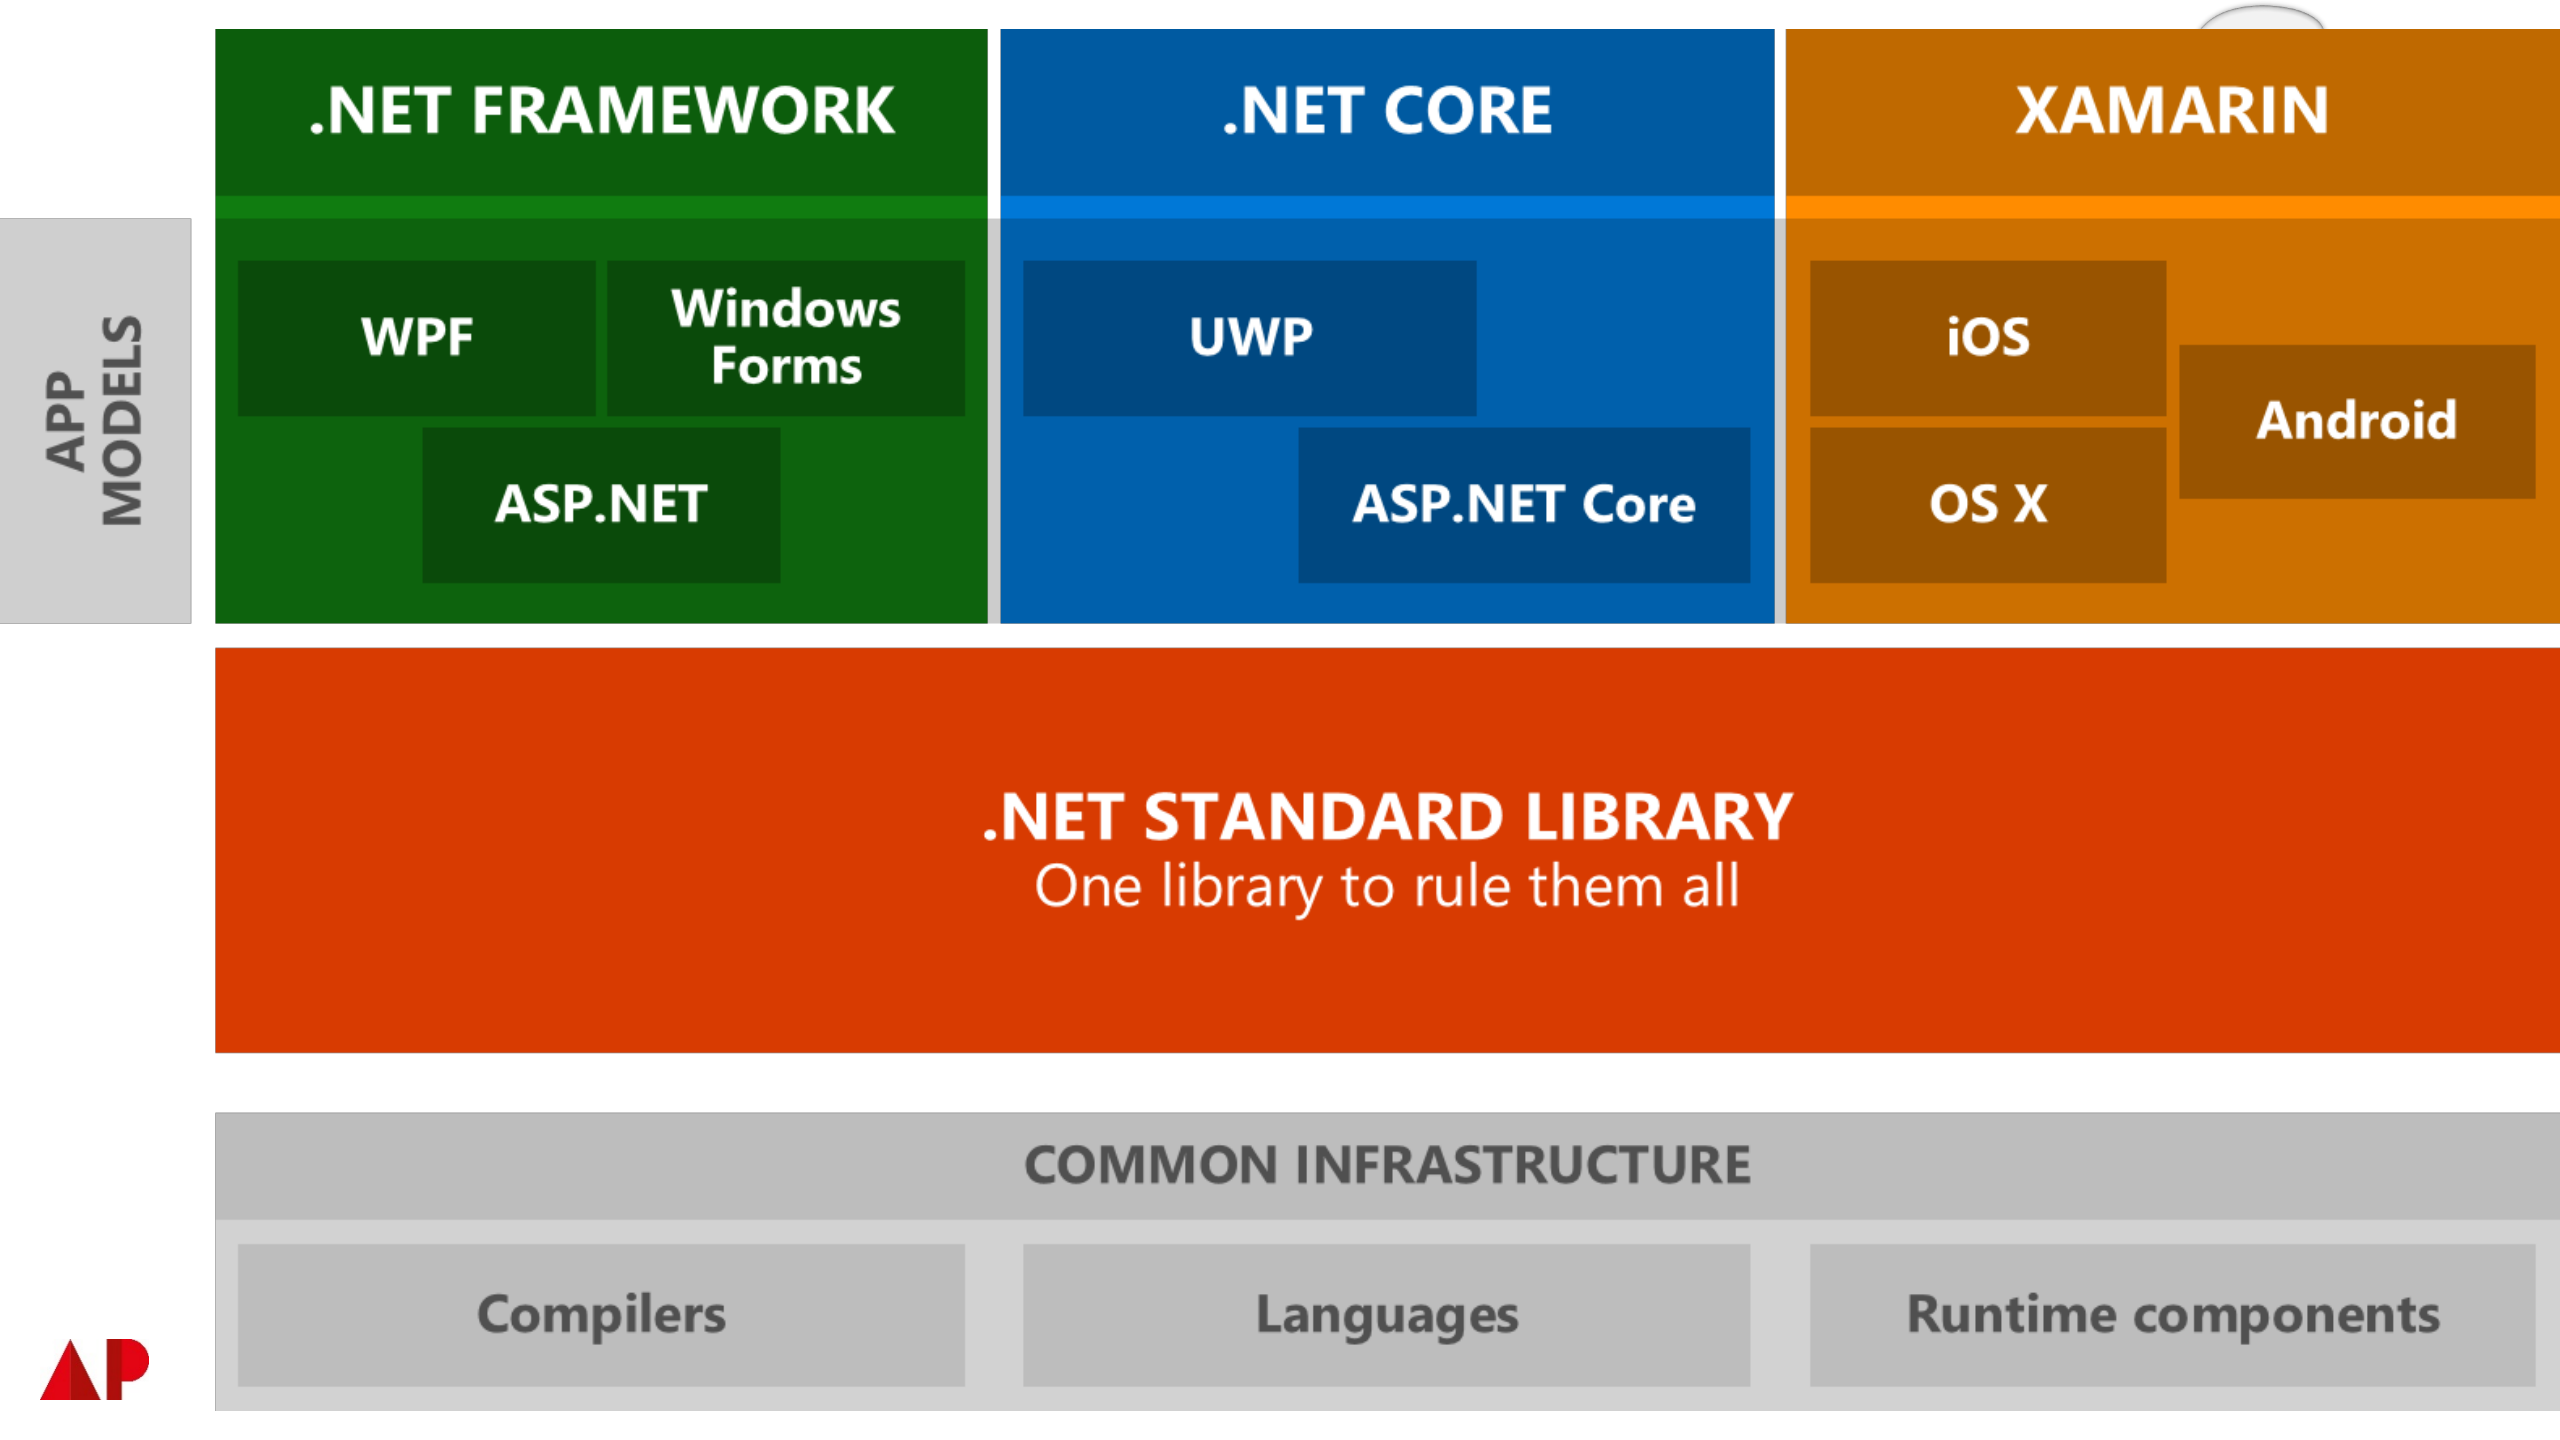 .NET FRAMEWORK
.NET CORE
XAMARIN
APP
MODELS
WPF
Windows
Forms
ASP.NET
UWP
ASP.NET Core
iOS
Android
OS X
.NET STANDARD LIBRARY
One library to rule them all
COMMON INFRASTRUCTURE
Compilers
Languages
Runtime components
AP